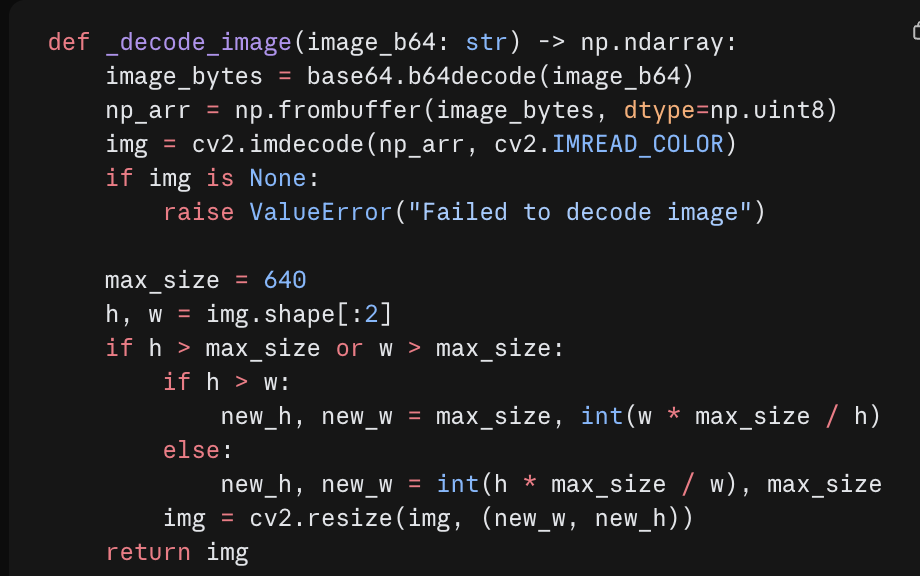 def _decode_image(image_b64: str) -> np.ndarray:
    image_bytes = base64.b64decode(image_b64)
    np_arr = np.frombuffer(image_bytes, dtype=np.uint8)
    img = cv2.imdecode(np_arr, cv2.IMREAD_COLOR)
    if img is None:
        raise ValueError("Failed to decode image")

    max_size = 640
    h, w = img.shape[:2]
    if h > max_size or w > max_size:
        if h > w:
            new_h, new_w = max_size, int(w * max_size / h)
        else:
            new_h, new_w = int(h * max_size / w), max_size
        img = cv2.resize(img, (new_w, new_h))
    return img